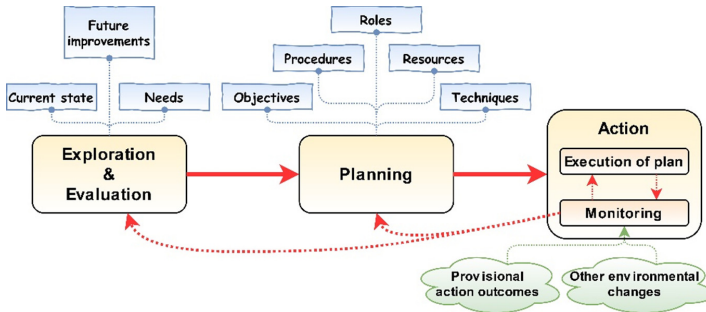 Future
improvements
Current state
Needs
Roles
Procedures
Resources
Objectives
Techniques
Exploration
&
Evaluation
Planning
Action
Execution of plan
Monitoring
Provisional
action outcomes
Other environmental
changes